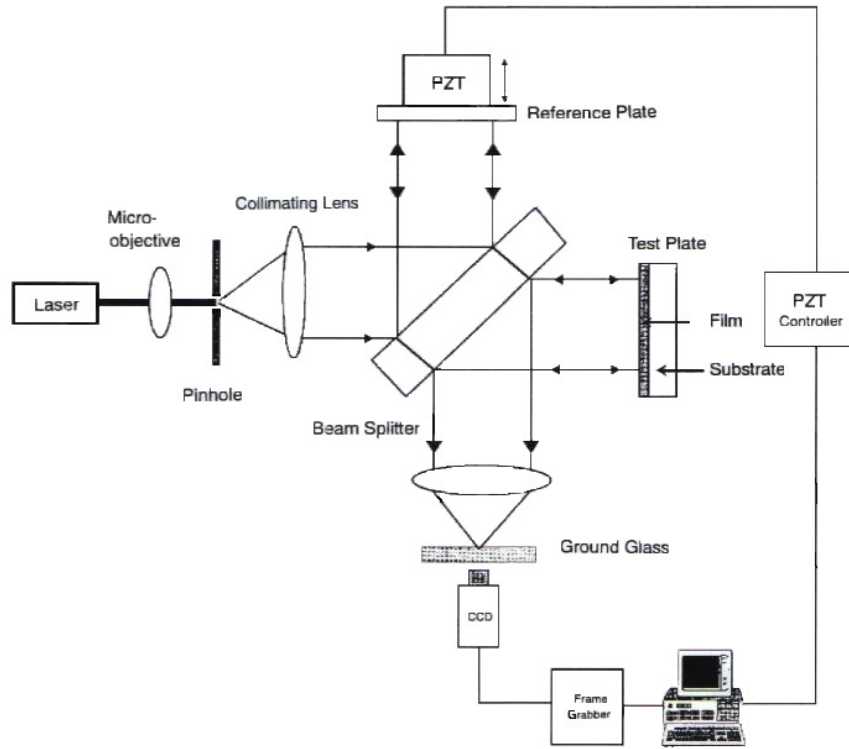 PZT
Reference Plate
Collimating Lens
Micro-
objective
Test Plate
Laser
PZT
Controller
Film
Substrate
Pinhole
Beam Splitter
Ground Glass
CCD
Frame
Grabber